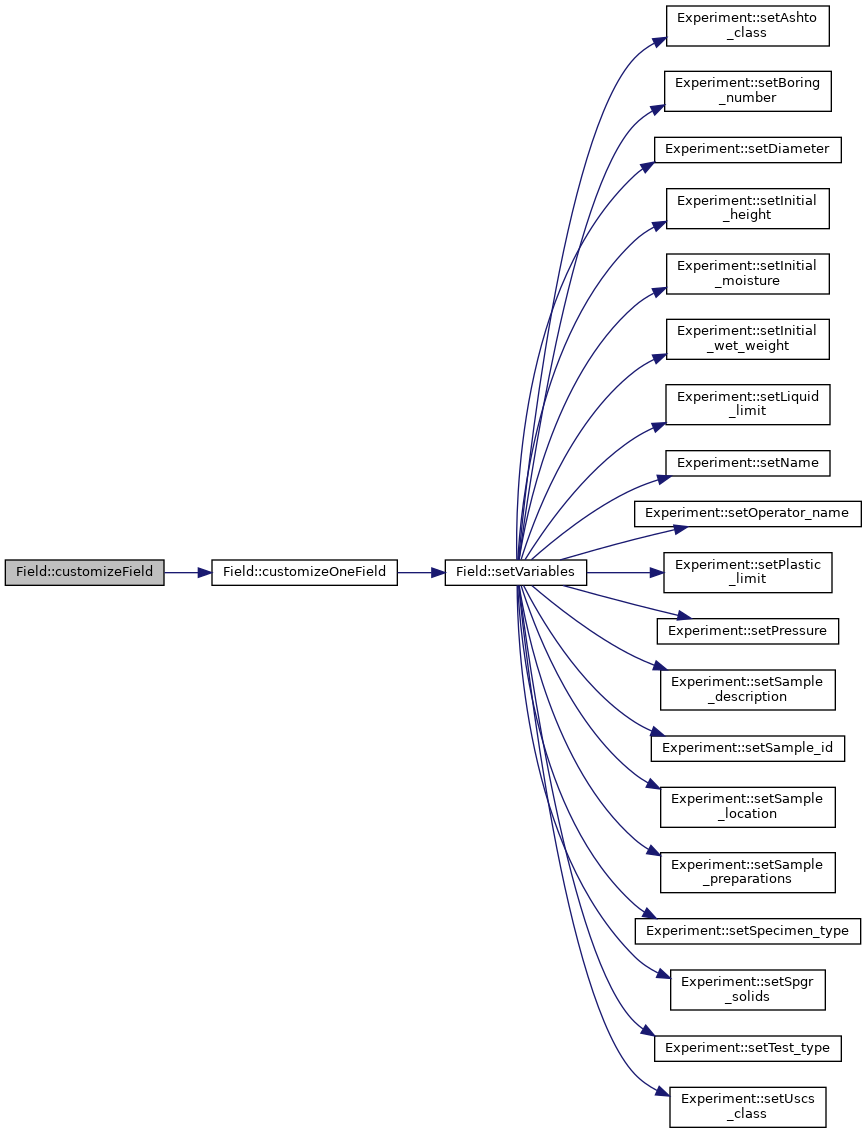 Field::customizeField
Field::customizeOneField
Field::setVariables
Experiment::setAshto
_class
Experiment::setBoring
_number
Experiment::setDiameter
Experiment::setInitial
_height
Experiment::setInitial
_moisture
Experiment::setInitial
_wet_weight
Experiment::setLiquid
_limit
Experiment::setName
Experiment::setOperator_name
Experiment::setPlastic
_limit
Experiment::setPressure
Experiment::setSample
_description
Experiment::setSample_id
Experiment::setSample
_location
Experiment::setSample
_preparations
Experiment::setSpecimen_type
Experiment::setSpgr
_solids
Experiment::setTest_type
Experiment::setUscs
_class